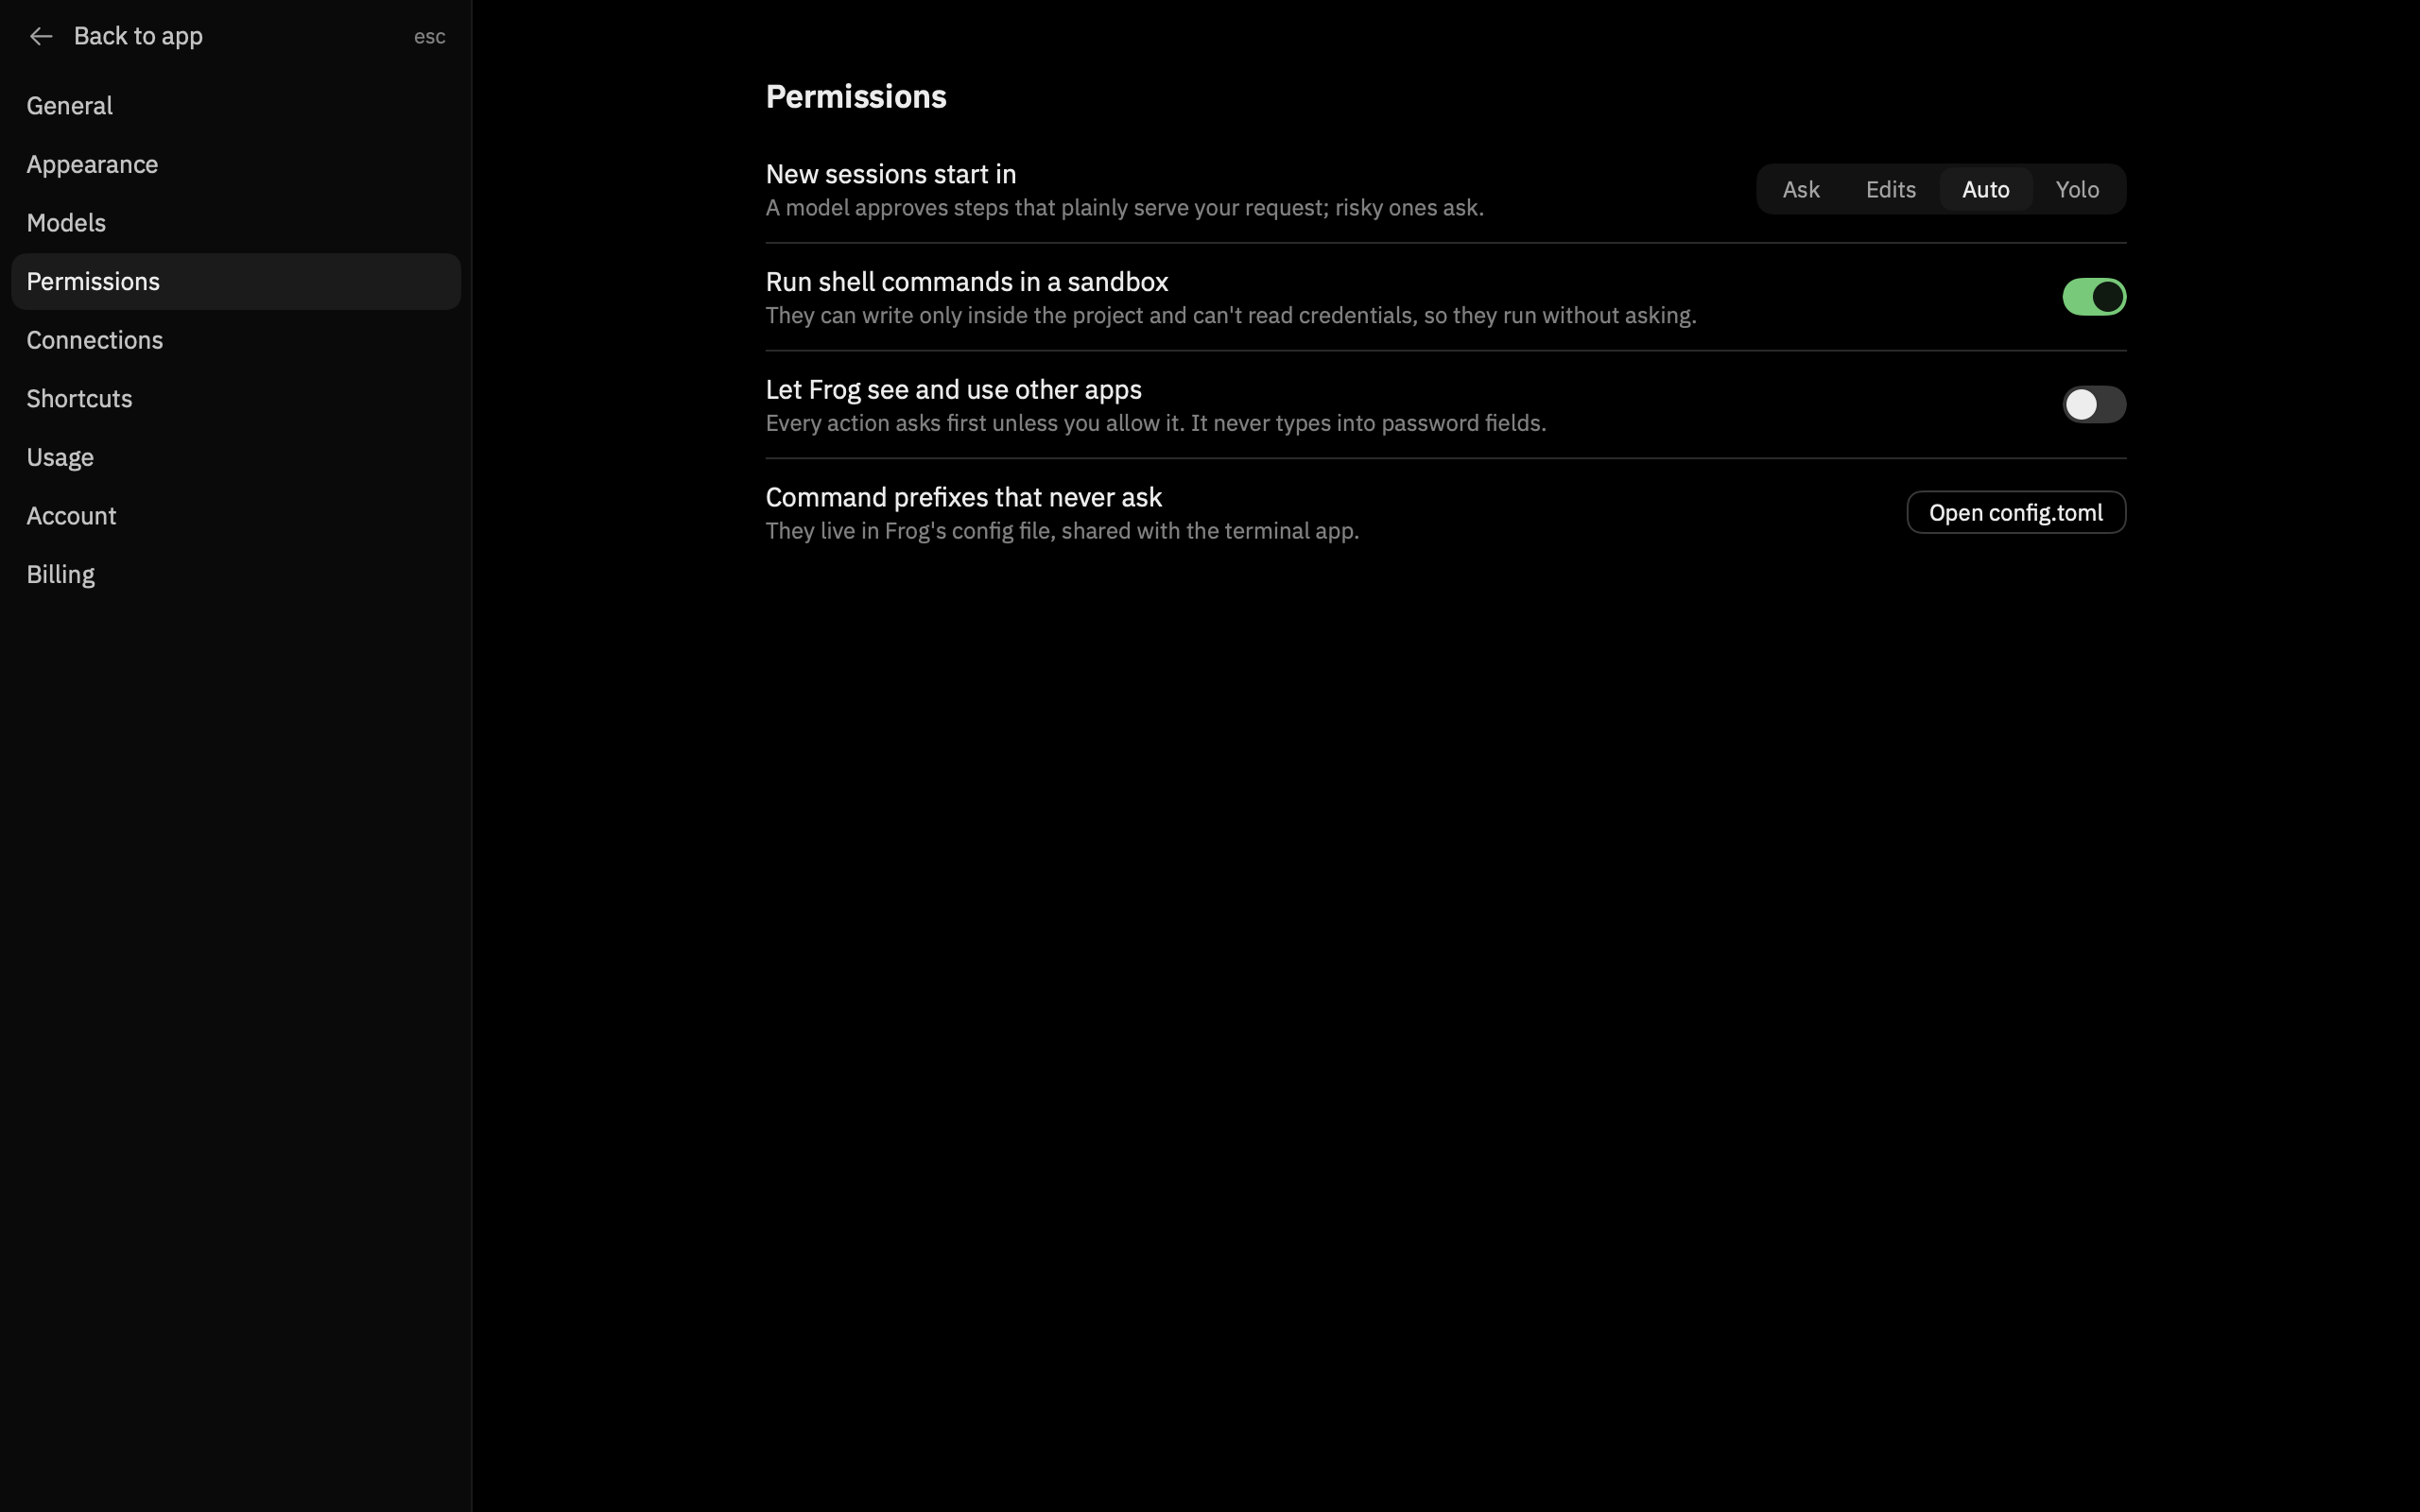 Back to app
esc
General
Appearance
Models
Permissions
Connections
Shortcuts
Usage
Account
Billing
Permissions
New sessions start in
A model approves steps that plainly serve your request; risky ones ask.
Ask Edits Auto Yolo
Run shell commands in a sandbox
They can write only inside the project and can't read credentials, so they run without asking.
Let Frog see and use other apps
Every action asks first unless you allow it. It never types into password fields.
Command prefixes that never ask
They live in Frog's config file, shared with the terminal app.
Open config.toml